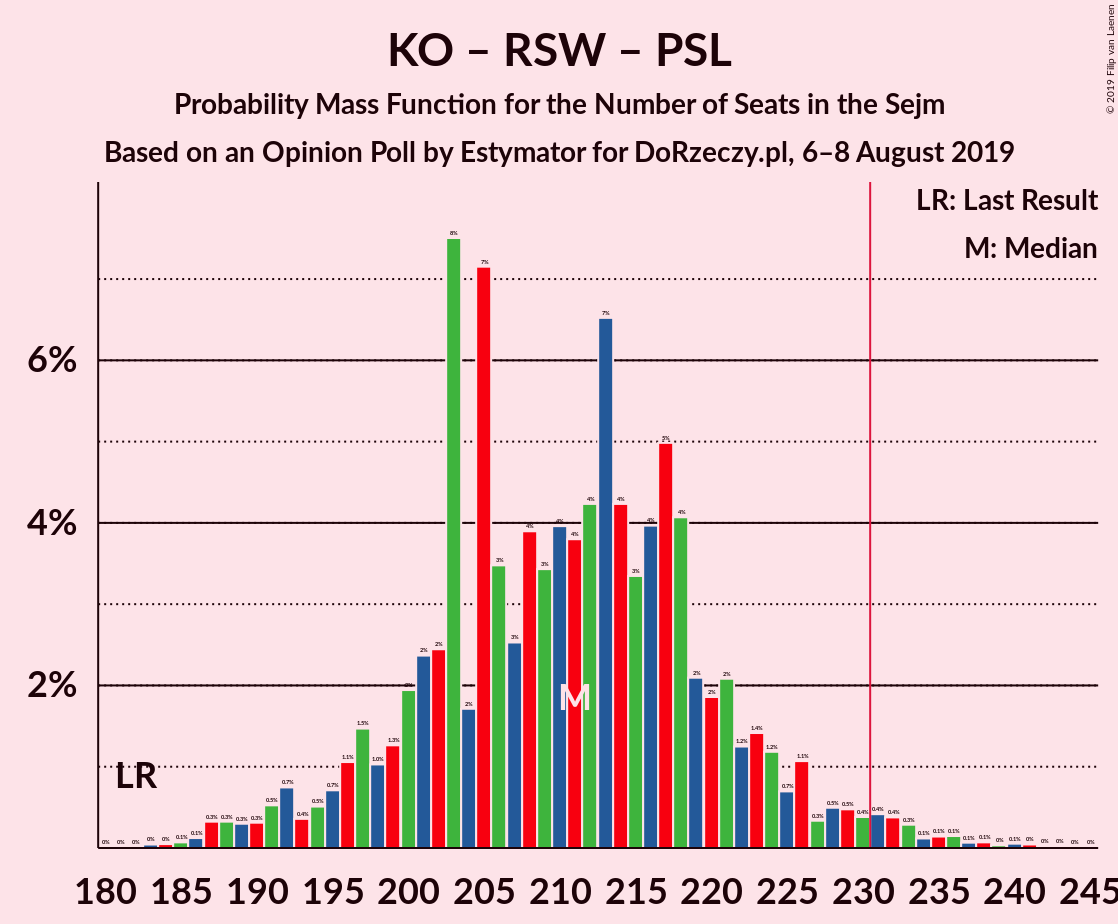 KO – RSW – PSL
Probability Mass Function for the Number of Seats in the Sejm
Based on an Opinion Poll by Estymator for DoRzeczy.pl, 6–8 August 2019
© 2019 Filip van Laenen
LR: Last Result
M: Median
6%
4%
2%
LR
M
0% 0% 0% 0% 0% 0.1% 0.1% 0.3% 0.3% 0.3% 0.3% 0.5% 0.7% 0.4% 0.5% 0.7% 1.1% 1.5% 1.0% 1.3% 2% 2% 2% 8% 2% 7% 3% 3% 4% 3% 4% 4% 4% 7% 4% 3% 4% 5% 4% 2% 2% 2% 1.2% 1.4% 1.2% 0.7% 1.1% 0.3% 0.5% 0.5% 0.4% 0.4% 0.4% 0.3% 0.1% 0.1% 0.1% 0.1% 0.1% 0% 0.1% 0% 0% 0% 0% 0%
180 185 190 195 200 205 210 215 220 225 230 235 240 245